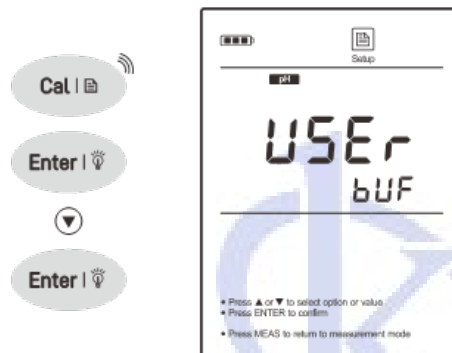 Cal |
Enter |
Enter |
Setup
pH
USEr
bUF
• Press ▲ or ▼ to select option or value
• Press ENTER to confirm
• Press MEAS to return to measurement mode